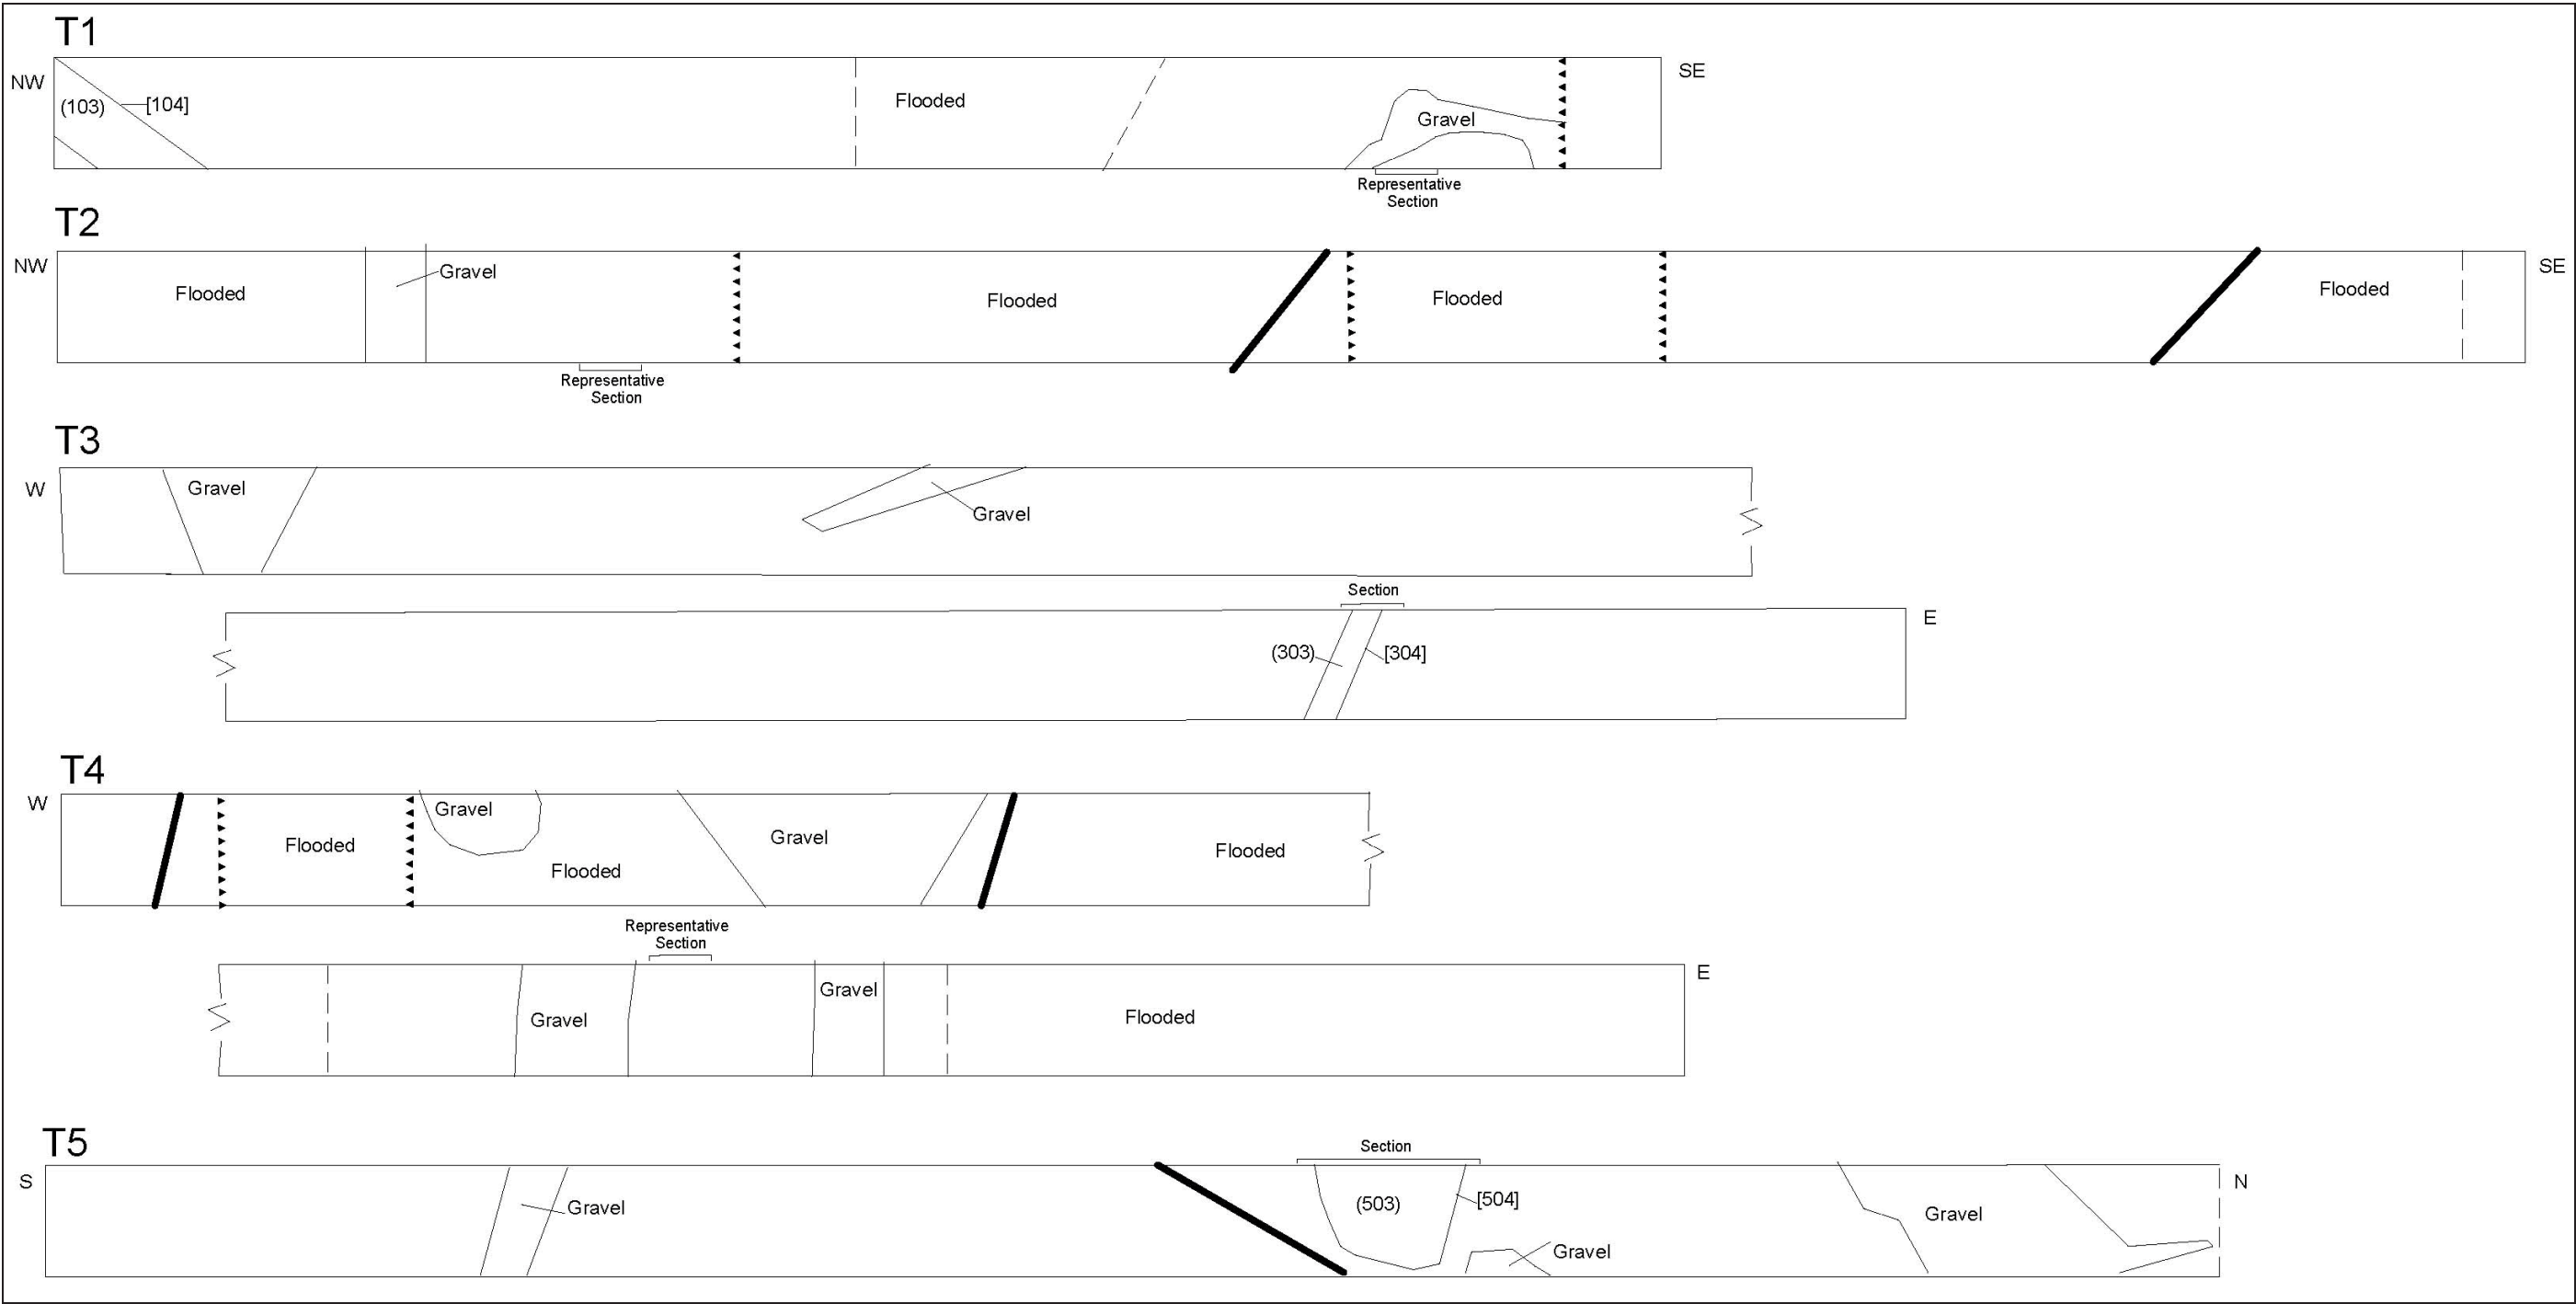 T1
NW
SE
(103)
[104]
Flooded
Gravel
Representative
Section
T2
NW
SE
Flooded
Gravel
Flooded
Flooded
Flooded
Representative
Section
T3
W
Gravel
Gravel
Section
E
(303)
[304]
T4
W
Flooded
Gravel
Flooded
Gravel
Flooded
Representative
Section
E
Gravel
Gravel
Flooded
T5
Section
S
N
Gravel
(503)
[504]
Gravel
Gravel